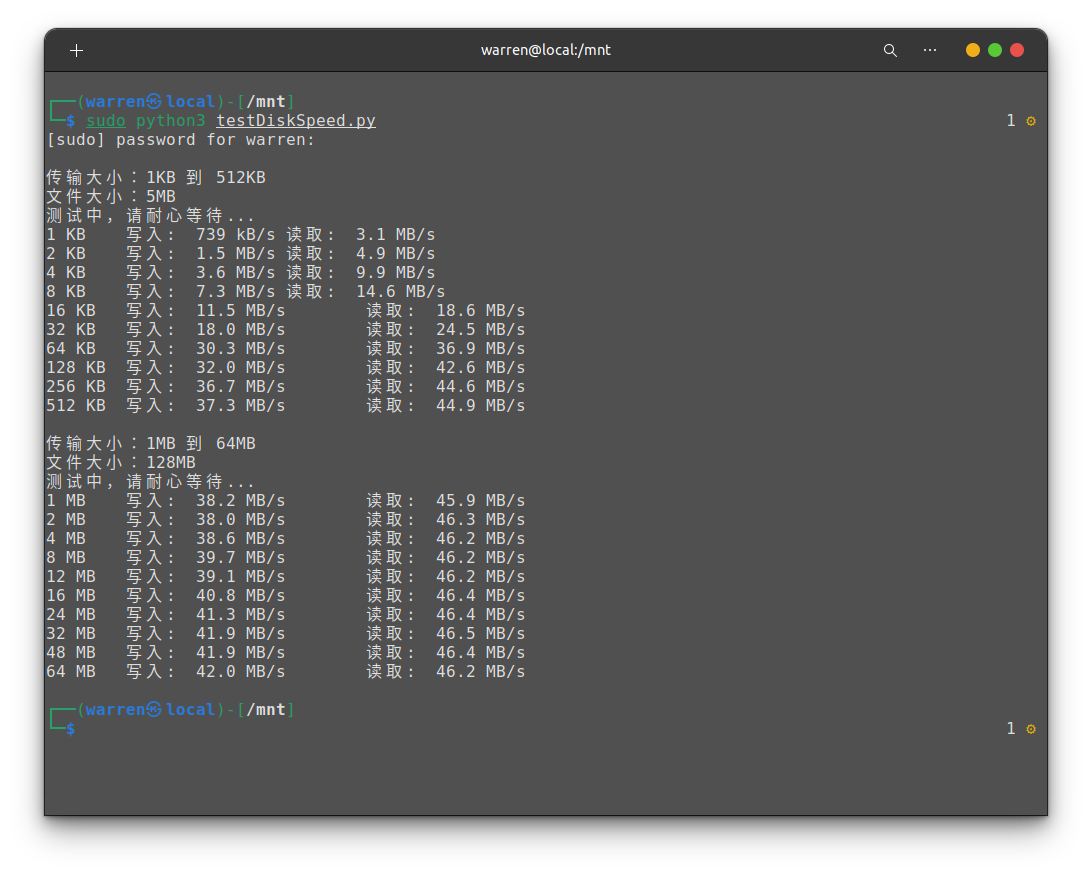 warren@local:/mnt
┌──(warren㉿local)-[/mnt]
└─$ sudo python3 testDiskSpeed.py 1 ⚙
[sudo] password for warren:
传输大小：1KB 到 512KB
文件大小：5MB
测试中，请耐心等待...
1 KB 写入： 739 kB/s 读取： 3.1 MB/s
2 KB 写入： 1.5 MB/s 读取： 4.9 MB/s
4 KB 写入： 3.6 MB/s 读取： 9.9 MB/s
8 KB 写入： 7.3 MB/s 读取： 14.6 MB/s
16 KB 写入： 11.5 MB/s 读取： 18.6 MB/s
32 KB 写入： 18.0 MB/s 读取： 24.5 MB/s
64 KB 写入： 30.3 MB/s 读取： 36.9 MB/s
128 KB 写入： 32.0 MB/s 读取： 42.6 MB/s
256 KB 写入： 36.7 MB/s 读取： 44.6 MB/s
512 KB 写入： 37.3 MB/s 读取： 44.9 MB/s
传输大小：1MB 到 64MB
文件大小：128MB
测试中，请耐心等待...
1 MB 写入： 38.2 MB/s 读取： 45.9 MB/s
2 MB 写入： 38.0 MB/s 读取： 46.3 MB/s
4 MB 写入： 38.6 MB/s 读取： 46.2 MB/s
8 MB 写入： 39.7 MB/s 读取： 46.2 MB/s
12 MB 写入： 39.1 MB/s 读取： 46.2 MB/s
16 MB 写入： 40.8 MB/s 读取： 46.4 MB/s
24 MB 写入： 41.3 MB/s 读取： 46.4 MB/s
32 MB 写入： 41.9 MB/s 读取： 46.5 MB/s
48 MB 写入： 41.9 MB/s 读取： 46.4 MB/s
64 MB 写入： 42.0 MB/s 读取： 46.2 MB/s
┌──(warren㉿local)-[/mnt]
└─$ 1 ⚙